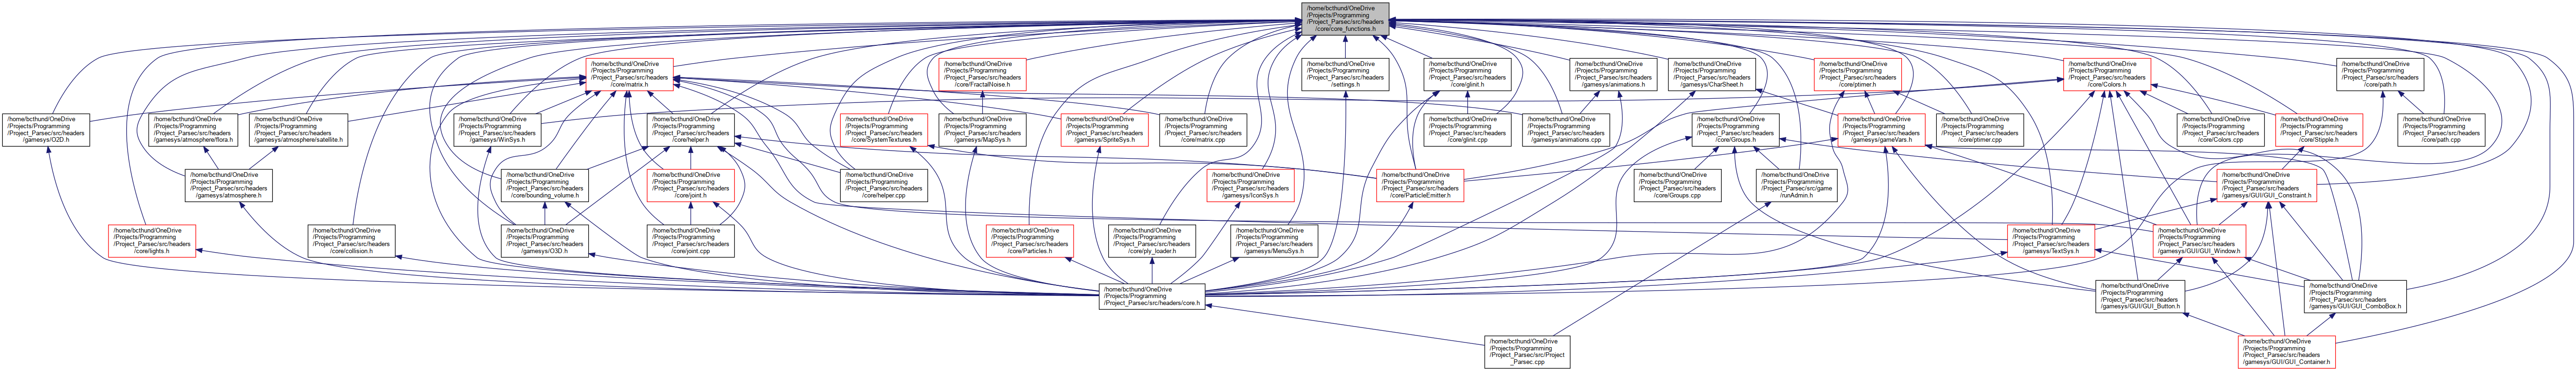 /home/bcthund/OneDrive
/Projects/Programming
/Project_Parsec/src/headers
/core/core_functions.h
/home/bcthund/OneDrive
/Projects/Programming
/Project_Parsec/src/headers
/core/matrix.h
/home/bcthund/OneDrive
/Projects/Programming
/Project_Parsec/src/headers
/core/FractalNoise.h
/home/bcthund/OneDrive
/Projects/Programming
/Project_Parsec/src/headers
/settings.h
/home/bcthund/OneDrive
/Projects/Programming
/Project_Parsec/src/headers
/core/glinit.h
/home/bcthund/OneDrive
/Projects/Programming
/Project_Parsec/src/headers
/gamesys/animations.h
/home/bcthund/OneDrive
/Projects/Programming
/Project_Parsec/src/headers
/gamesys/CharSheet.h
/home/bcthund/OneDrive
/Projects/Programming
/Project_Parsec/src/headers
/core/ptimer.h
/home/bcthund/OneDrive
/Projects/Programming
/Project_Parsec/src/headers
/core/Colors.h
/home/bcthund/OneDrive
/Projects/Programming
/Project_Parsec/src/headers
/core/path.h
/home/bcthund/OneDrive
/Projects/Programming
/Project_Parsec/src/headers
/gamesys/O2D.h
/home/bcthund/OneDrive
/Projects/Programming
/Project_Parsec/src/headers
/gamesys/atmosphere/flora.h
/home/bcthund/OneDrive
/Projects/Programming
/Project_Parsec/src/headers
/gamesys/atmosphere/satellite.h
/home/bcthund/OneDrive
/Projects/Programming
/Project_Parsec/src/headers
/gamesys/WinSys.h
/home/bcthund/OneDrive
/Projects/Programming
/Project_Parsec/src/headers
/core/helper.h
/home/bcthund/OneDrive
/Projects/Programming
/Project_Parsec/src/headers
/core/SystemTextures.h
/home/bcthund/OneDrive
/Projects/Programming
/Project_Parsec/src/headers
/gamesys/MapSys.h
/home/bcthund/OneDrive
/Projects/Programming
/Project_Parsec/src/headers
/gamesys/SpriteSys.h
/home/bcthund/OneDrive
/Projects/Programming
/Project_Parsec/src/headers
/core/matrix.cpp
/home/bcthund/OneDrive
/Projects/Programming
/Project_Parsec/src/headers
/core/glinit.cpp
/home/bcthund/OneDrive
/Projects/Programming
/Project_Parsec/src/headers
/gamesys/animations.cpp
/home/bcthund/OneDrive
/Projects/Programming
/Project_Parsec/src/headers
/core/Groups.h
/home/bcthund/OneDrive
/Projects/Programming
/Project_Parsec/src/headers
/gamesys/gameVars.h
/home/bcthund/OneDrive
/Projects/Programming
/Project_Parsec/src/headers
/core/ptimer.cpp
/home/bcthund/OneDrive
/Projects/Programming
/Project_Parsec/src/headers
/core/Colors.cpp
/home/bcthund/OneDrive
/Projects/Programming
/Project_Parsec/src/headers
/core/Stipple.h
/home/bcthund/OneDrive
/Projects/Programming
/Project_Parsec/src/headers
/core/path.cpp
/home/bcthund/OneDrive
/Projects/Programming
/Project_Parsec/src/headers
/gamesys/atmosphere.h
/home/bcthund/OneDrive
/Projects/Programming
/Project_Parsec/src/headers
/core/bounding_volume.h
/home/bcthund/OneDrive
/Projects/Programming
/Project_Parsec/src/headers
/core/joint.h
/home/bcthund/OneDrive
/Projects/Programming
/Project_Parsec/src/headers
/core/helper.cpp
/home/bcthund/OneDrive
/Projects/Programming
/Project_Parsec/src/headers
/gamesys/IconSys.h
/home/bcthund/OneDrive
/Projects/Programming
/Project_Parsec/src/headers
/core/ParticleEmitter.h
/home/bcthund/OneDrive
/Projects/Programming
/Project_Parsec/src/headers
/core/Groups.cpp
/home/bcthund/OneDrive
/Projects/Programming
/Project_Parsec/src/game
/runAdmin.h
/home/bcthund/OneDrive
/Projects/Programming
/Project_Parsec/src/headers
/gamesys/GUI/GUI_Constraint.h
/home/bcthund/OneDrive
/Projects/Programming
/Project_Parsec/src/headers
/core/lights.h
/home/bcthund/OneDrive
/Projects/Programming
/Project_Parsec/src/headers
/core/collision.h
/home/bcthund/OneDrive
/Projects/Programming
/Project_Parsec/src/headers
/gamesys/O3D.h
/home/bcthund/OneDrive
/Projects/Programming
/Project_Parsec/src/headers
/core/joint.cpp
/home/bcthund/OneDrive
/Projects/Programming
/Project_Parsec/src/headers
/core/Particles.h
/home/bcthund/OneDrive
/Projects/Programming
/Project_Parsec/src/headers
/core/ply_loader.h
/home/bcthund/OneDrive
/Projects/Programming
/Project_Parsec/src/headers
/gamesys/MenuSys.h
/home/bcthund/OneDrive
/Projects/Programming
/Project_Parsec/src/headers
/gamesys/TextSys.h
/home/bcthund/OneDrive
/Projects/Programming
/Project_Parsec/src/headers
/gamesys/GUI/GUI_Window.h
/home/bcthund/OneDrive
/Projects/Programming
/Project_Parsec/src/headers/core.h
/home/bcthund/OneDrive
/Projects/Programming
/Project_Parsec/src/headers
/gamesys/GUI/GUI_Button.h
/home/bcthund/OneDrive
/Projects/Programming
/Project_Parsec/src/headers
/gamesys/GUI/GUI_ComboBox.h
/home/bcthund/OneDrive
/Projects/Programming
/Project_Parsec/src/Project
_Parsec.cpp
/home/bcthund/OneDrive
/Projects/Programming
/Project_Parsec/src/headers
/gamesys/GUI/GUI_Container.h